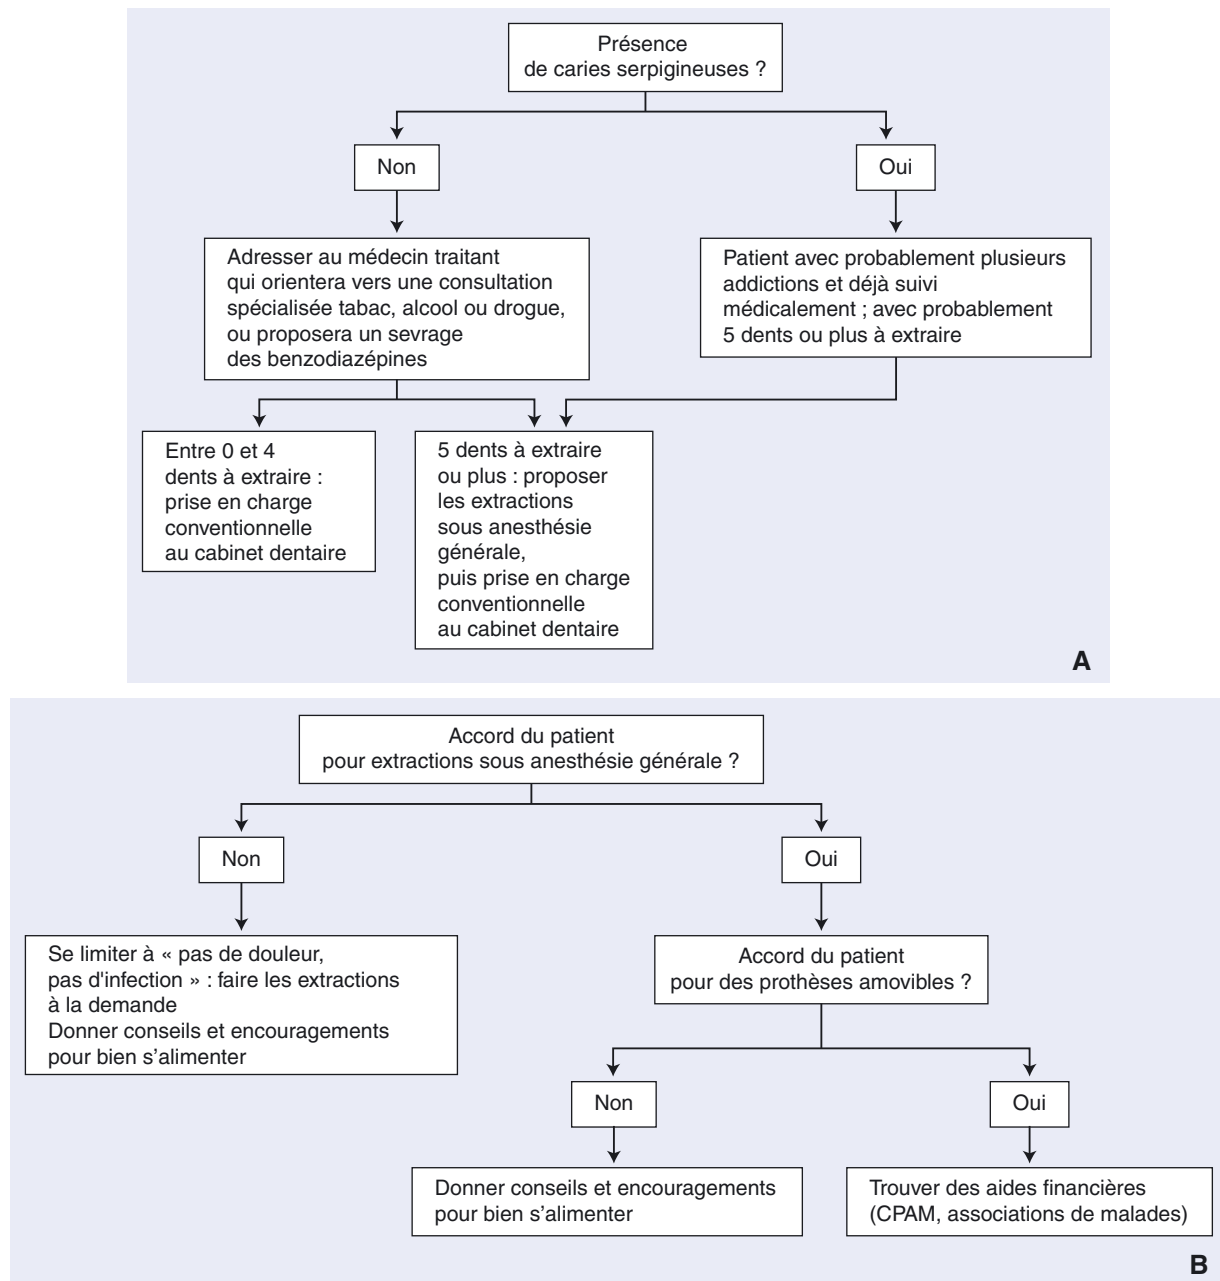 Présence
de caries serpigineuses ?
Non
Oui
Adresser au médecin traitant
qui orientera vers une consultation
spécialisée tabac, alcool ou drogue,
ou proposera un sevrage
des benzodiazépines
Patient avec probablement plusieurs
addictions et déjà suivi
médicalement ; avec probablement
5 dents ou plus à extraire
Entre 0 et 4
dents à extraire :
prise en charge
conventionnelle
au cabinet dentaire
5 dents à extraire
ou plus : proposer
les extractions
sous anesthésie
générale,
puis prise en charge
conventionnelle
au cabinet dentaire
A
Accord du patient
pour extractions sous anesthésie générale ?
Non
Oui
Se limiter à « pas de douleur,
pas d'infection » : faire les extractions
à la demande
Donner conseils et encouragements
pour bien s’alimenter
Accord du patient
pour des prothèses amovibles ?
Non
Oui
Donner conseils et encouragements
pour bien s’alimenter
Trouver des aides financières
(CPAM, associations de malades)
B